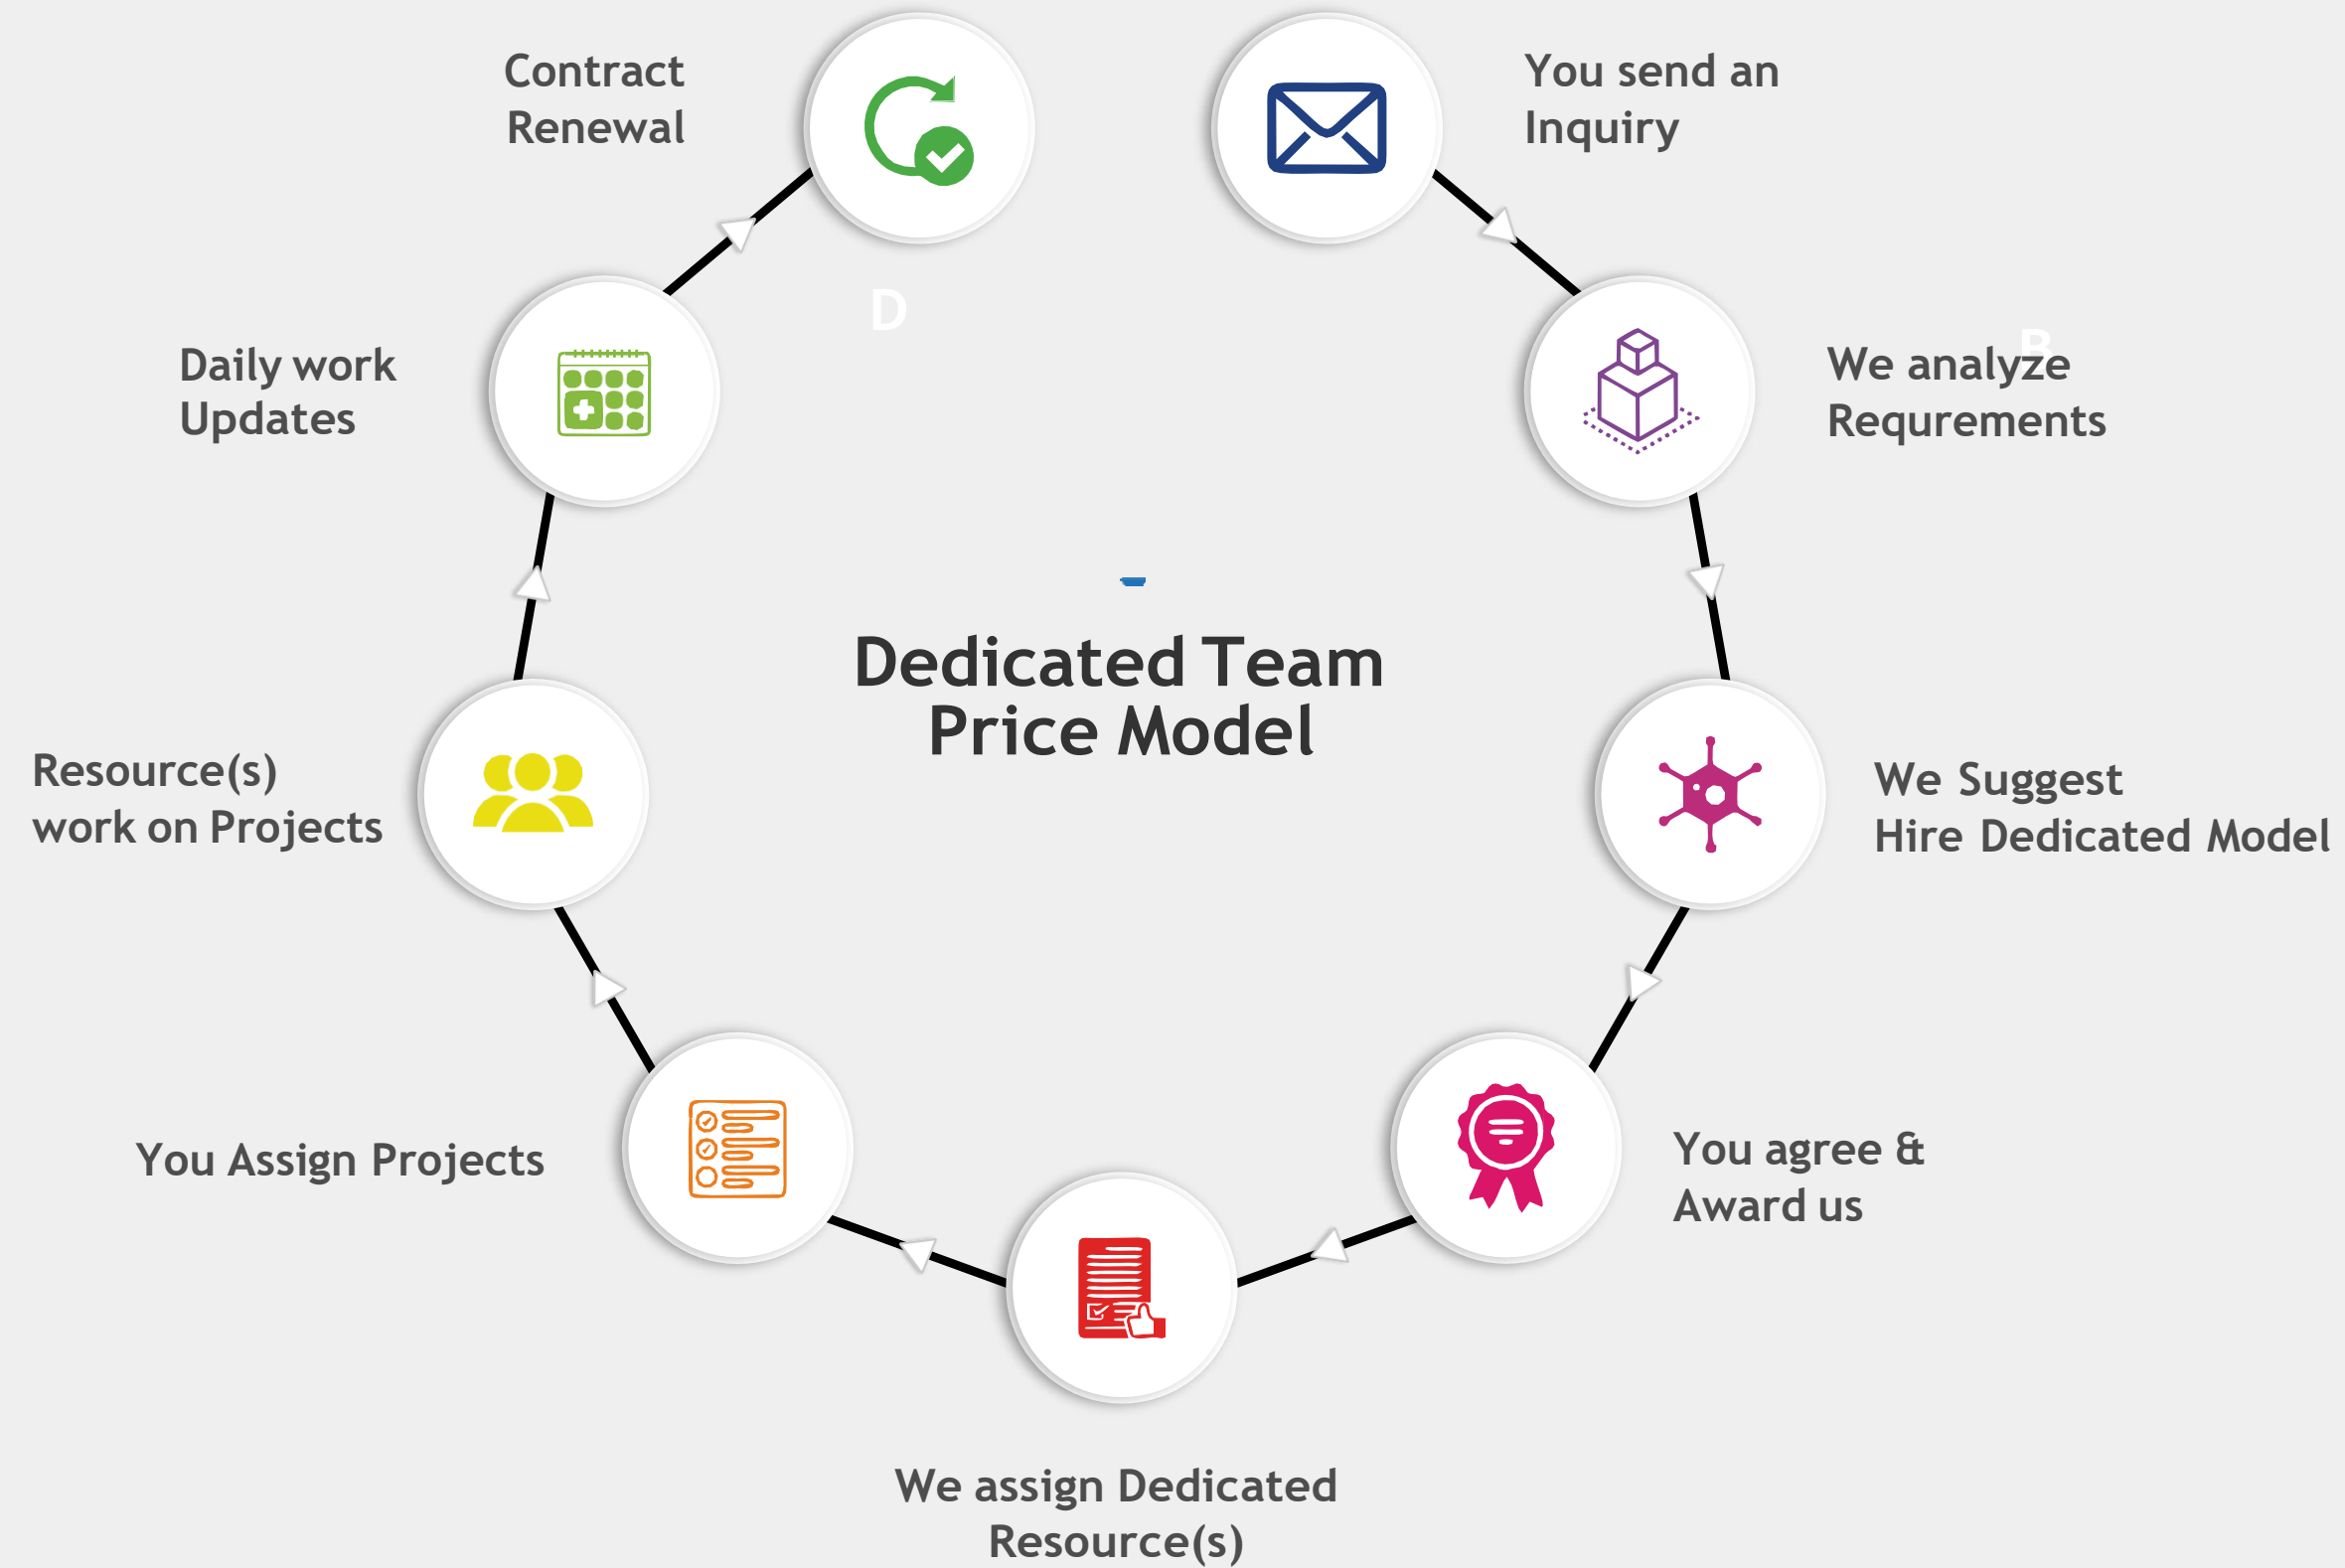 Contract
Renewal
You send an
Inquiry
D
B
Daily work
Updates
We analyze
Requrements
Dedicated Team
Price Model
Resource(s)
work on Projects
We Suggest
Hire Dedicated Model
You Assign Projects
You agree &
Award us
We assign Dedicated
Resource(s)